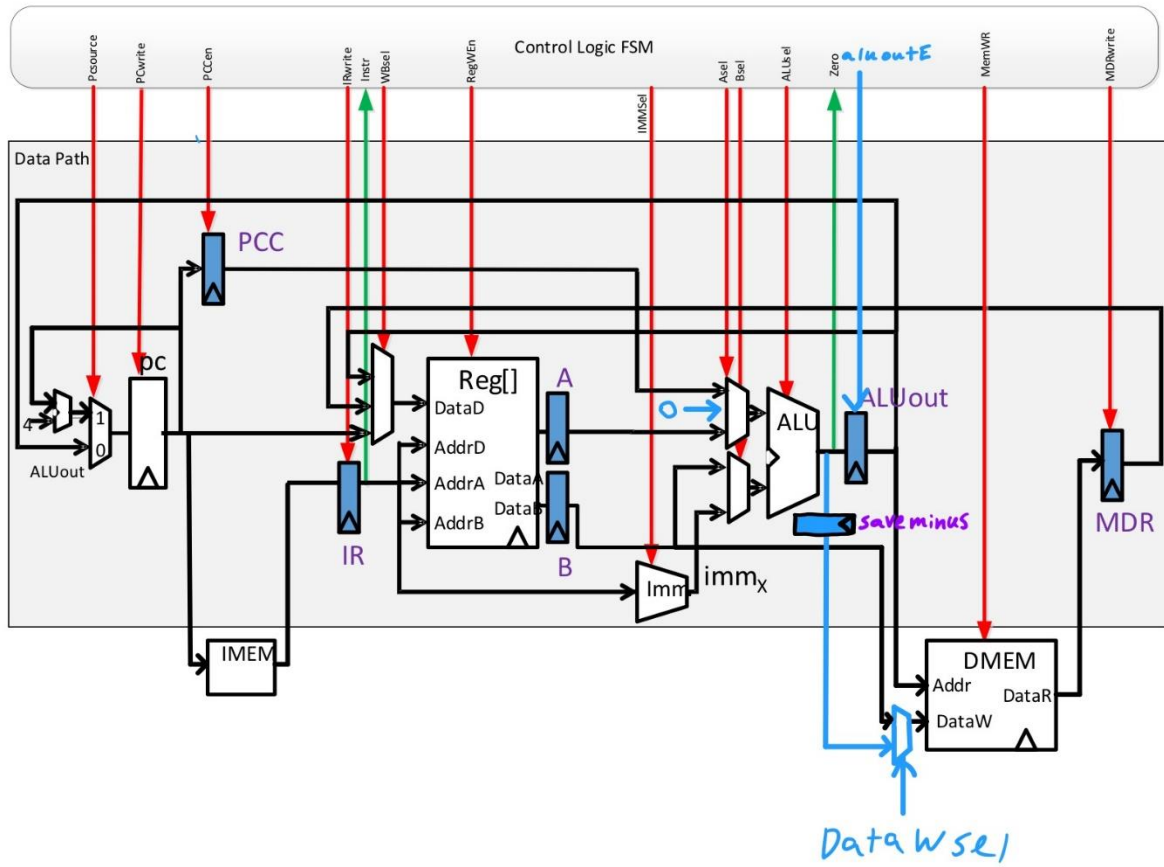 Control Logic FSM
Pcsource
PCwrite
PCCen
IRwrite
Instr
WBsel
RegWEn
IMMSel
Asel
Bsel
ALUsel
Zero
aluoutE
MemWR
MDRwrite
Data Path
PCC
pc
4
1
0
ALUout
IR
IMEM
Reg[]
DataD
AddrD
AddrA
AddrB
DataA
DataB
A
B
0
Imm
immX
ALU
ALUout
saveminus
MDR
DMEM
Addr
DataR
DataW
DataWsel